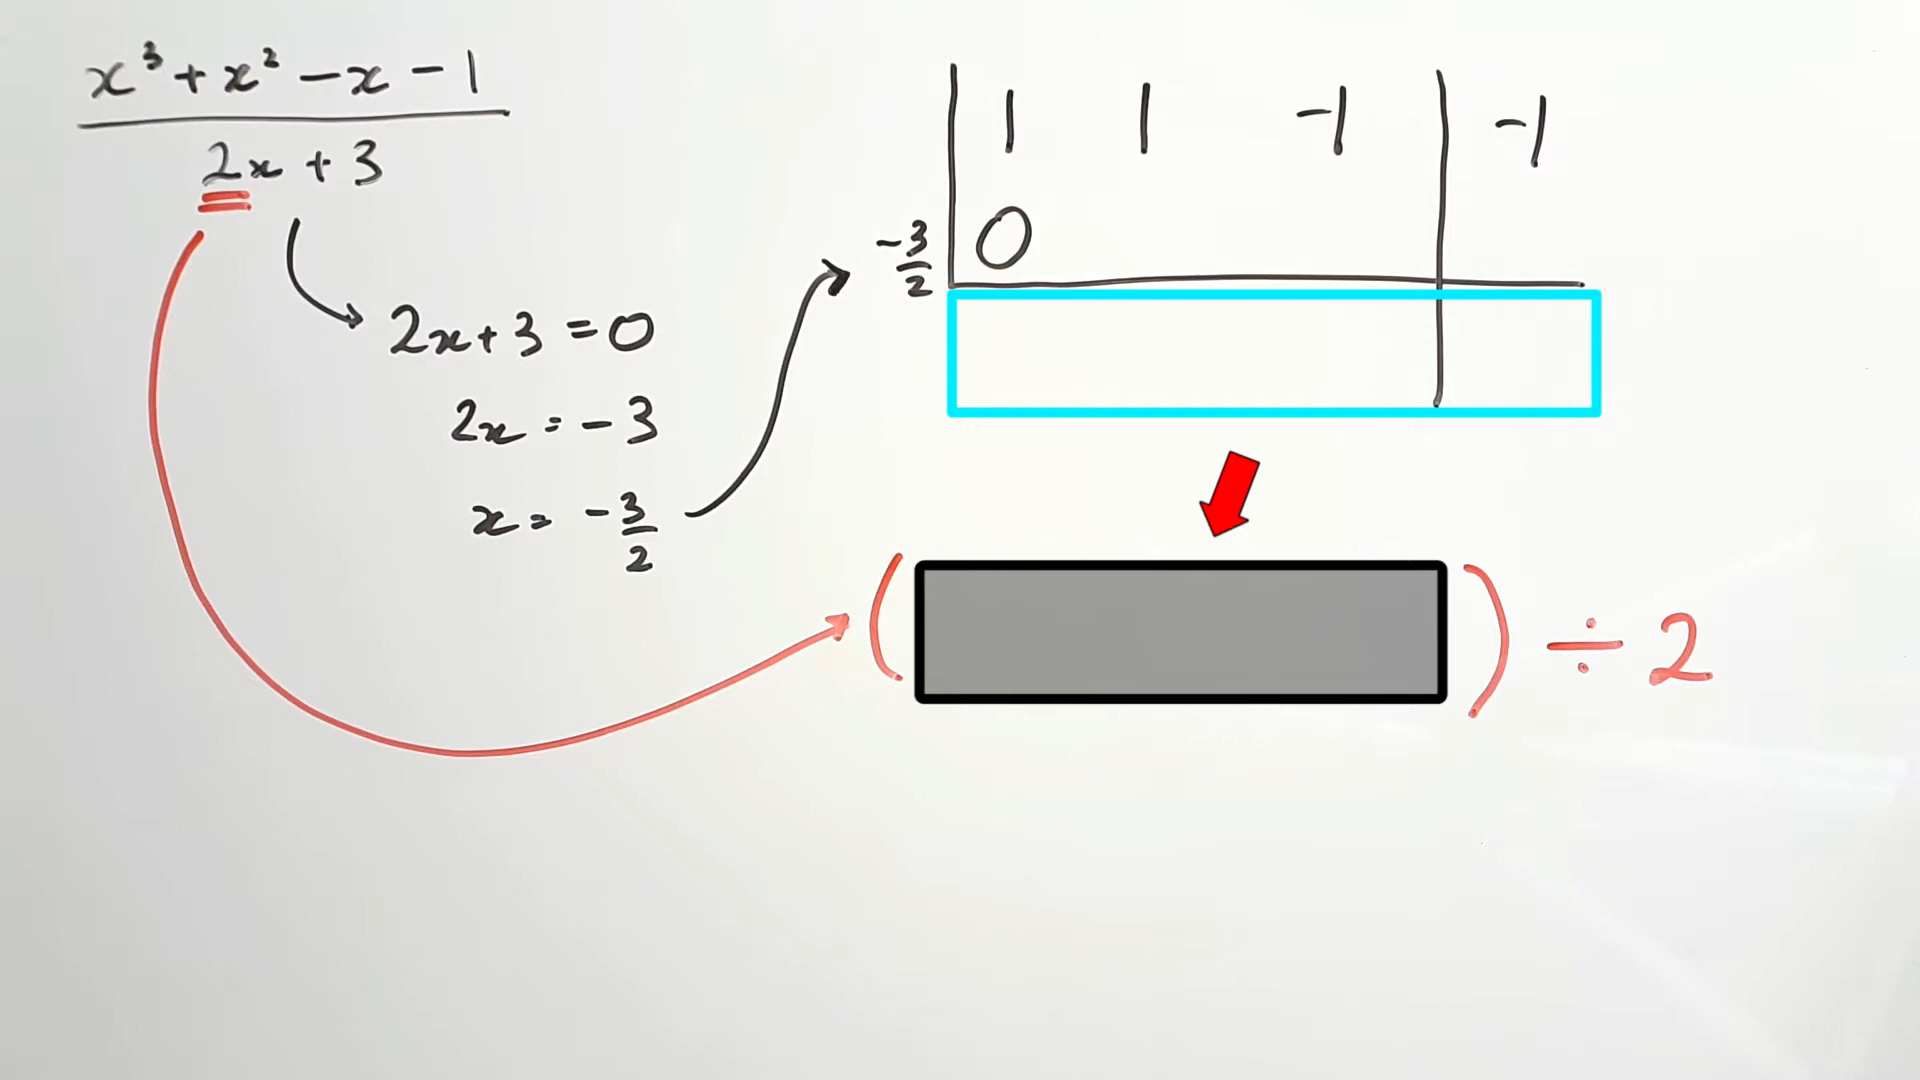 x³ + x² - x - 1
2x + 3
2x + 3 = 0
2x = - 3
x = - 3/2
1 1 -1 -1
-3/2 0
( ) ÷ 2